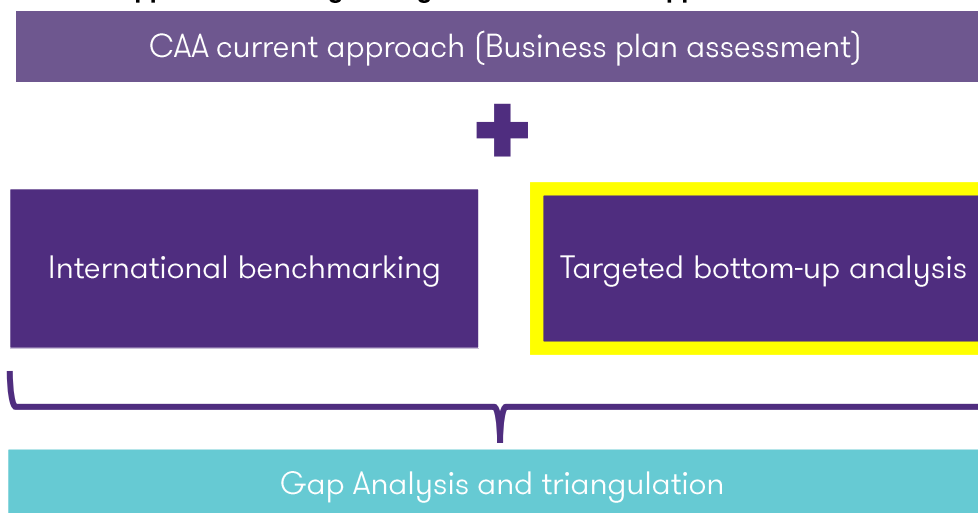 CAA current approach (Business plan assessment)
International benchmarking
Targeted bottom-up analysis
Gap Analysis and triangulation